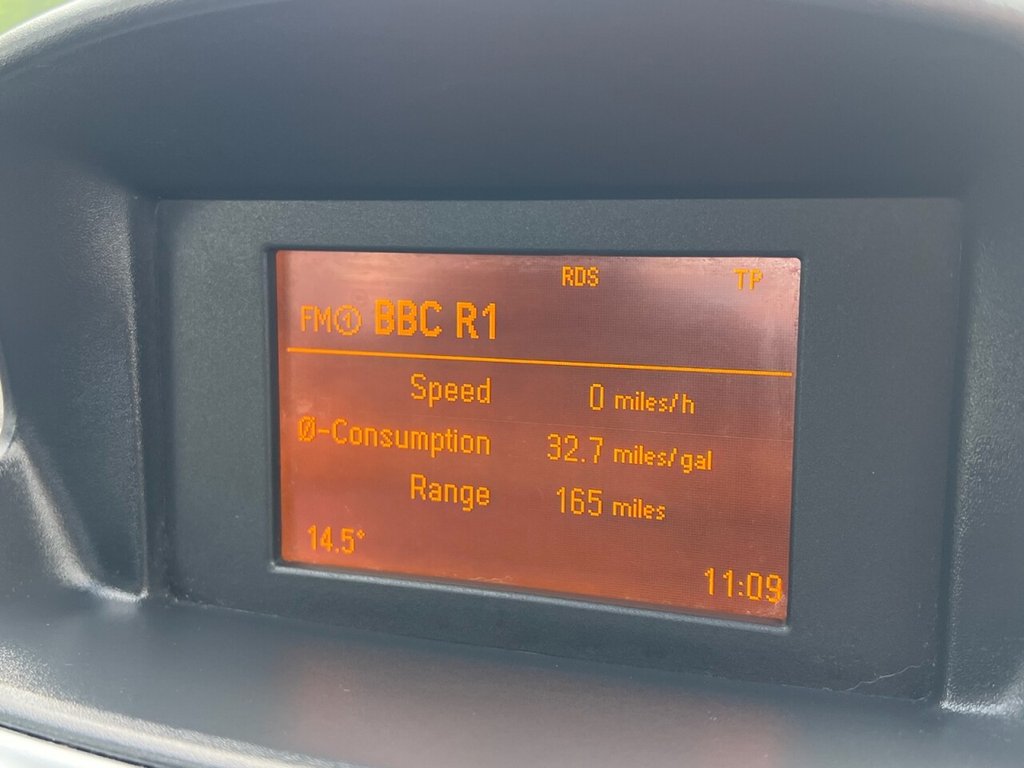 RDS TP
FM① BBC R1
Speed 0 miles/h
Ø-Consumption 32.7 miles/gal
Range 165 miles
14.5°
11:09